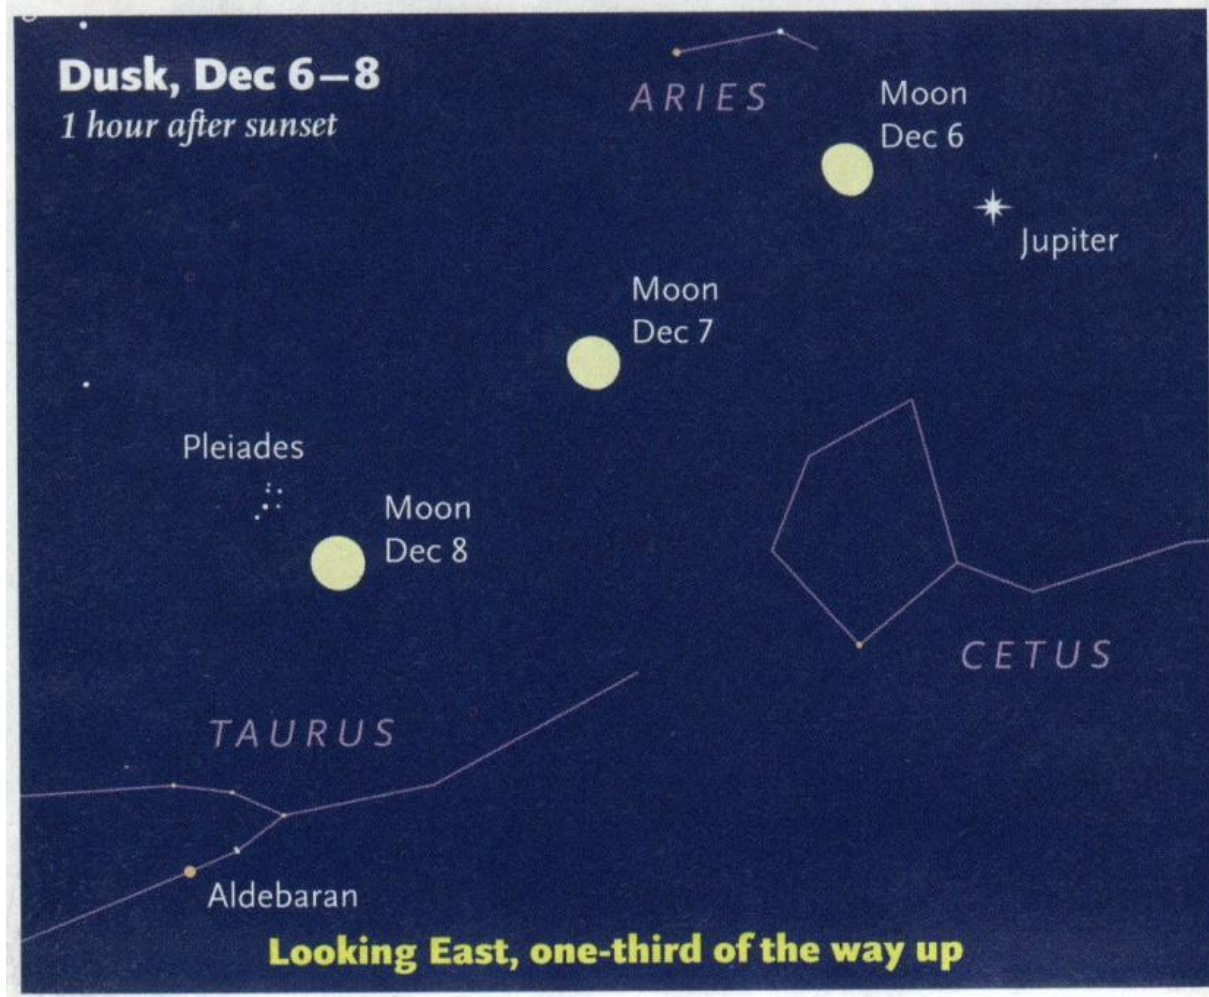 Dusk, Dec 6–8
1 hour after sunset
ARIES
Moon
Dec 6
Jupiter
Moon
Dec 7
Pleiades
Moon
Dec 8
CETUS
TAURUS
Aldebaran
Looking East, one-third of the way up